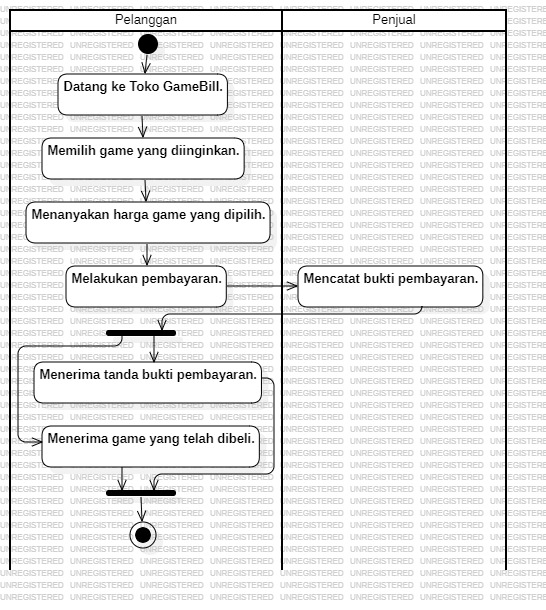 Pelanggan
Penjual
Datang ke Toko GameBill.
Memilih game yang diinginkan.
Menanyakan harga game yang dipilih.
Melakukan pembayaran.
Mencatat bukti pembayaran.
Menerima tanda bukti pembayaran.
Menerima game yang telah dibeli.
UNREGISTERED